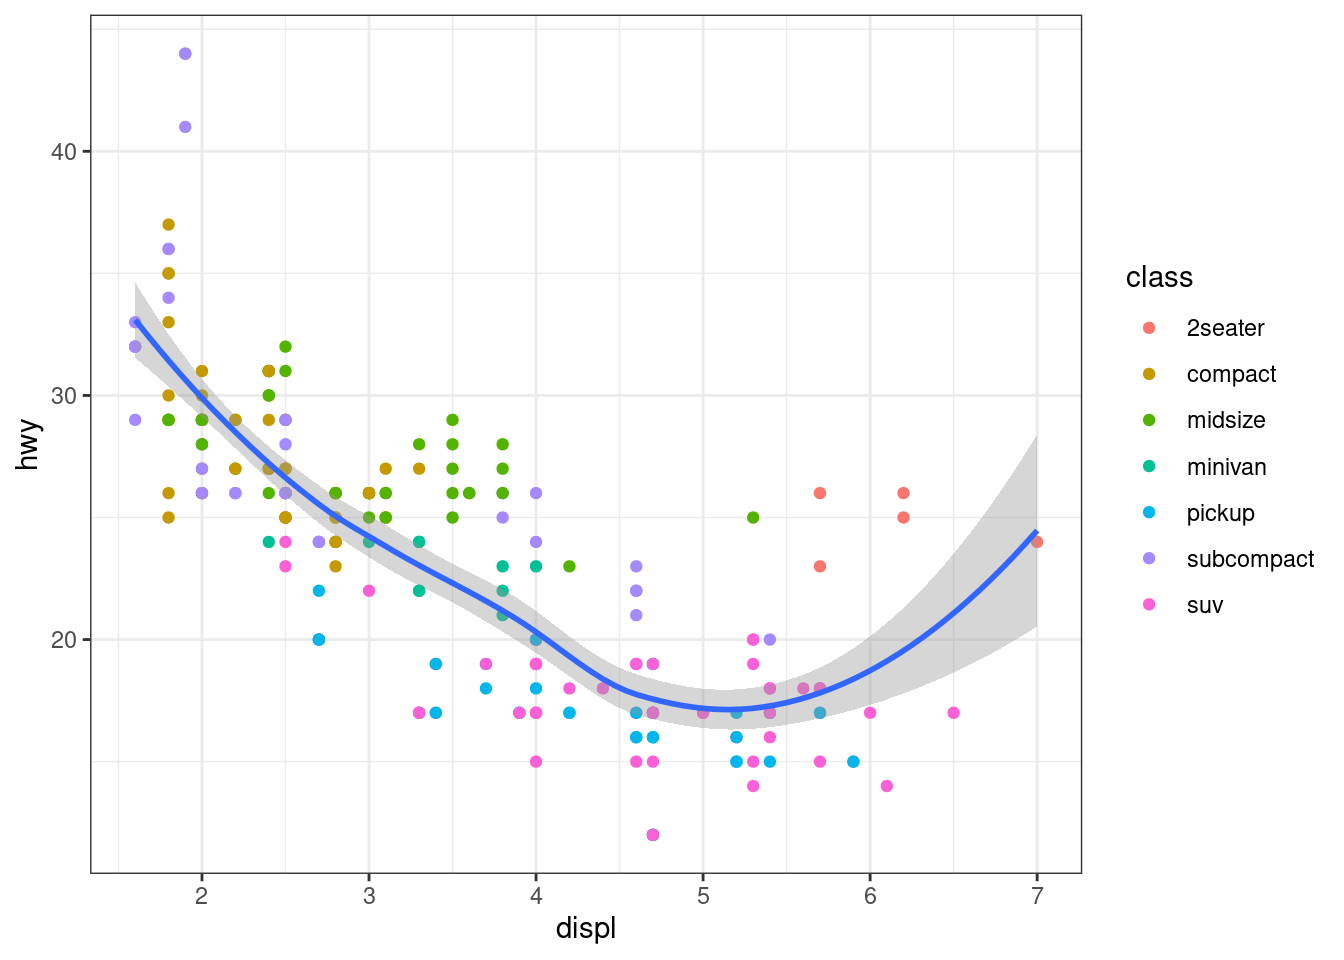 40
30
20
hwy
2 3 4 5 6 7
displ
class
2seater
compact
midsize
minivan
pickup
subcompact
suv